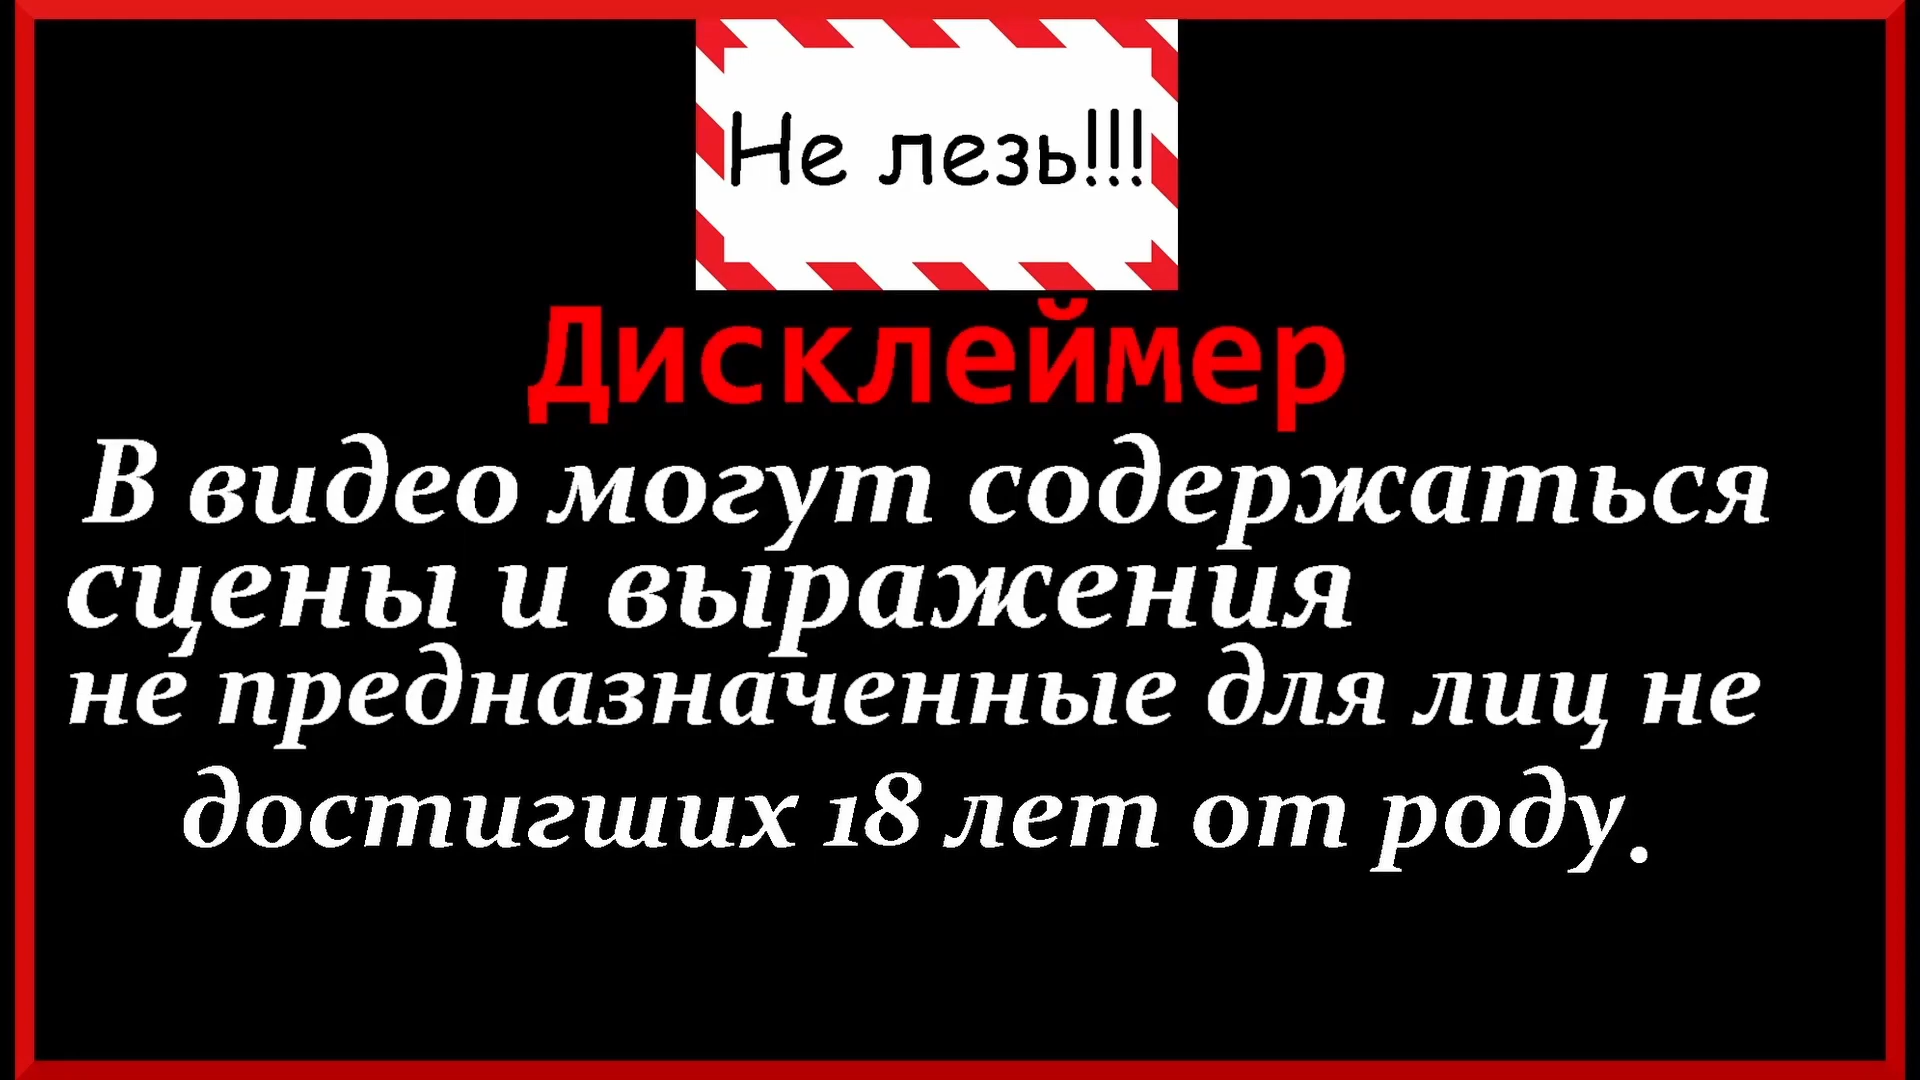 Не лезь!!!
Дисклеймер
В видео могут содержаться
сцены и выражения
не предназначенные для лиц не
достигших 18 лет от роду.